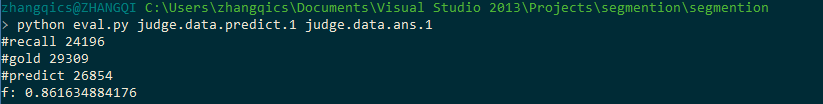 zhangqics@ZHANGQI C:\Users\zhangqics\Documents\Visual Studio 2013\Projects\segmention\segmention
> python eval.py judge.data.predict.1 judge.data.ans.1
#recall 24196
#gold 29309
#predict 26854
f: 0.861634884176